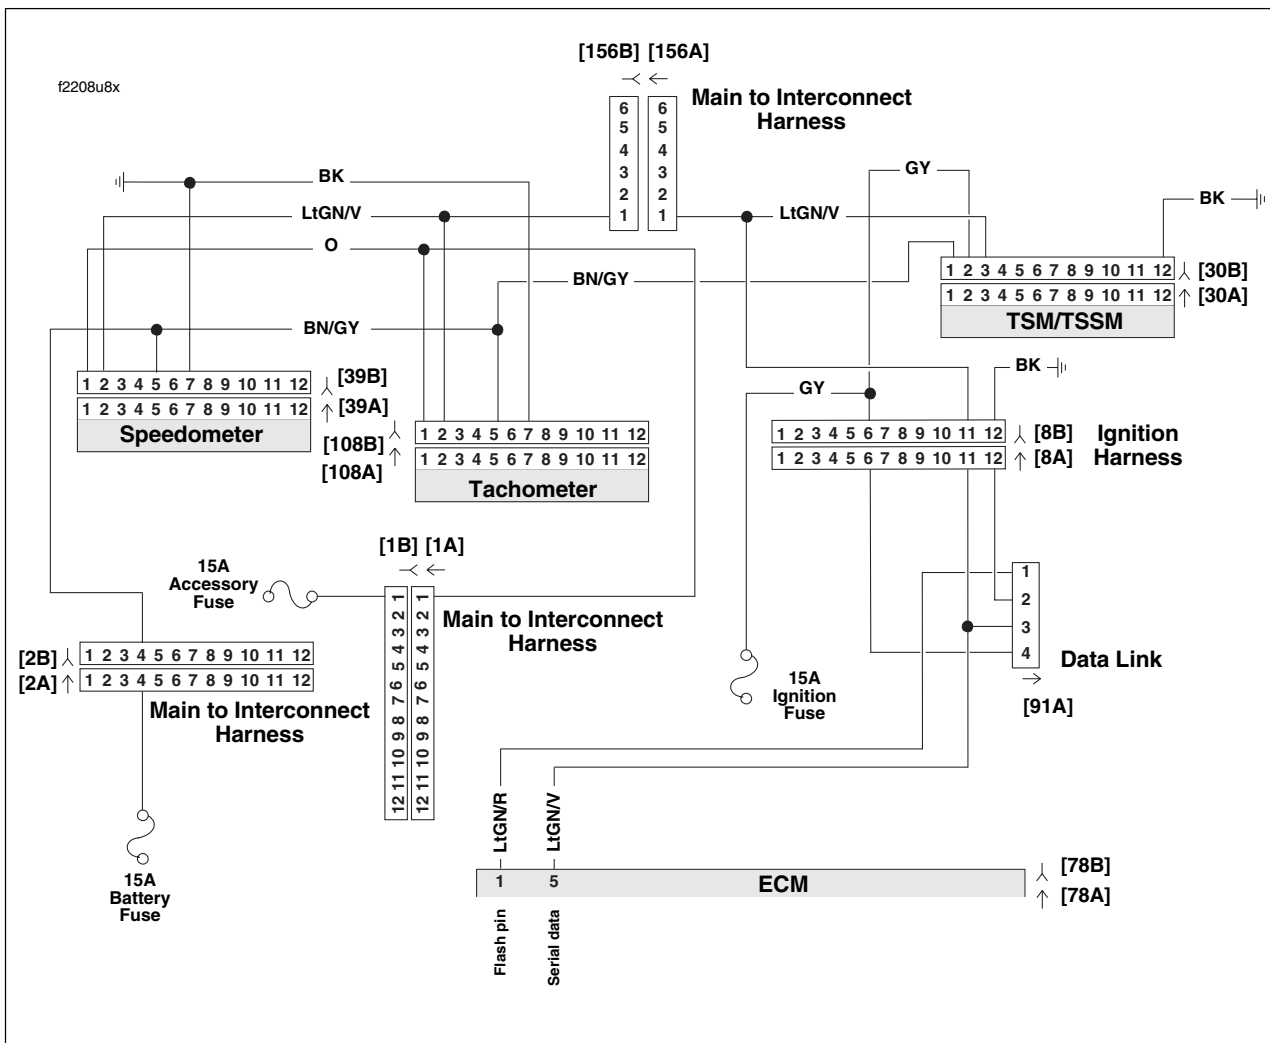 f2208u8x
[156B] [156A]
Main to Interconnect
Harness
6 6
5 5
4 4
3 3
2 2
1 1
BK
LtGN/V
O
BN/GY
BN/GY
LtGN/V
GY
BK
1 2 3 4 5 6 7 8 9 10 11 12 [30B]
1 2 3 4 5 6 7 8 9 10 11 12 [30A]
TSM/TSSM
1 2 3 4 5 6 7 8 9 10 11 12 [39B]
1 2 3 4 5 6 7 8 9 10 11 12 [39A]
Speedometer
[108B] 1 2 3 4 5 6 7 8 9 10 11 12
[108A] 1 2 3 4 5 6 7 8 9 10 11 12
Tachometer
GY
BK
1 2 3 4 5 6 7 8 9 10 11 12 [8B]
1 2 3 4 5 6 7 8 9 10 11 12 [8A]
Ignition
Harness
15A
Accessory
Fuse
[1B] [1A]
1 2 3 4 5 6 7 8 9 10 11 12
1 2 3 4 5 6 7 8 9 10 11 12
Main to Interconnect
Harness
[2B] 1 2 3 4 5 6 7 8 9 10 11 12
[2A] 1 2 3 4 5 6 7 8 9 10 11 12
Main to Interconnect
Harness
15A
Battery
Fuse
15A
Ignition
Fuse
1
2
3
4
Data Link
[91A]
LtGN/R
LtGN/V
1 5 ECM
[78B]
[78A]
Flash pin
Serial data